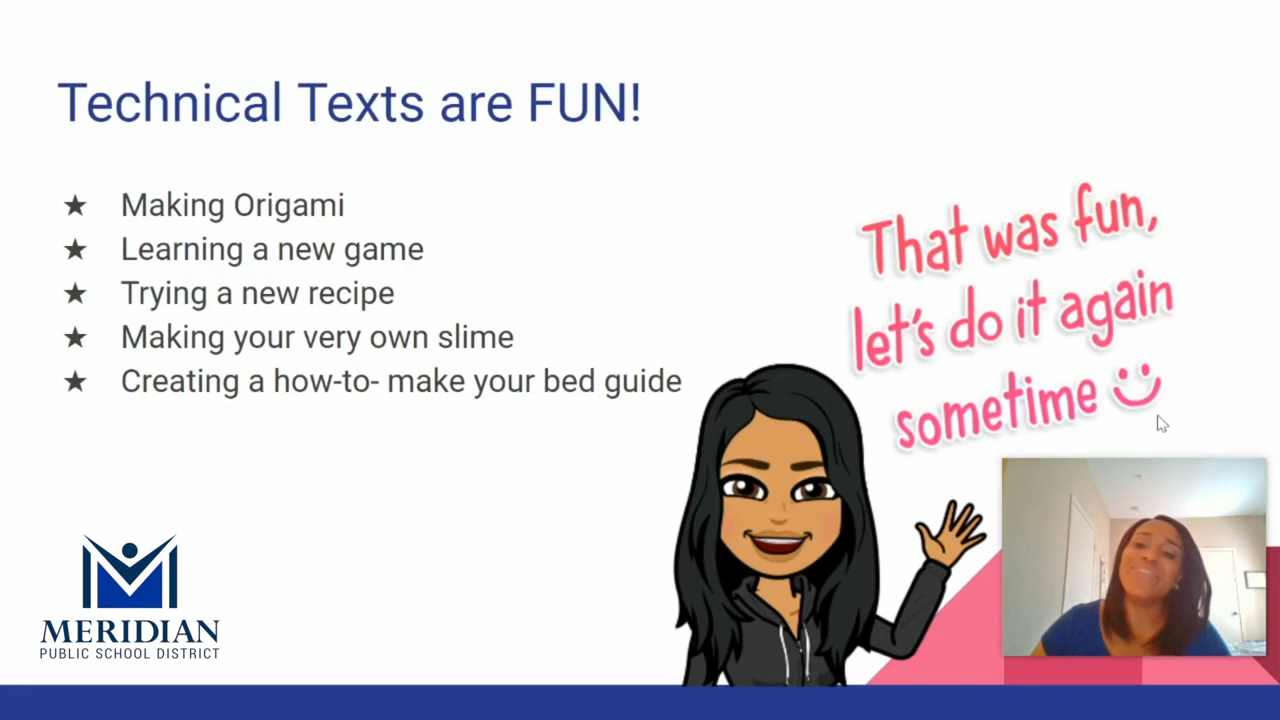 Technical Texts are FUN!
★ Making Origami
★ Learning a new game
★ Trying a new recipe
★ Making your very own slime
★ Creating a how-to- make your bed guide
That was fun,
let's do it again
sometime
MERIDIAN
PUBLIC SCHOOL DISTRICT